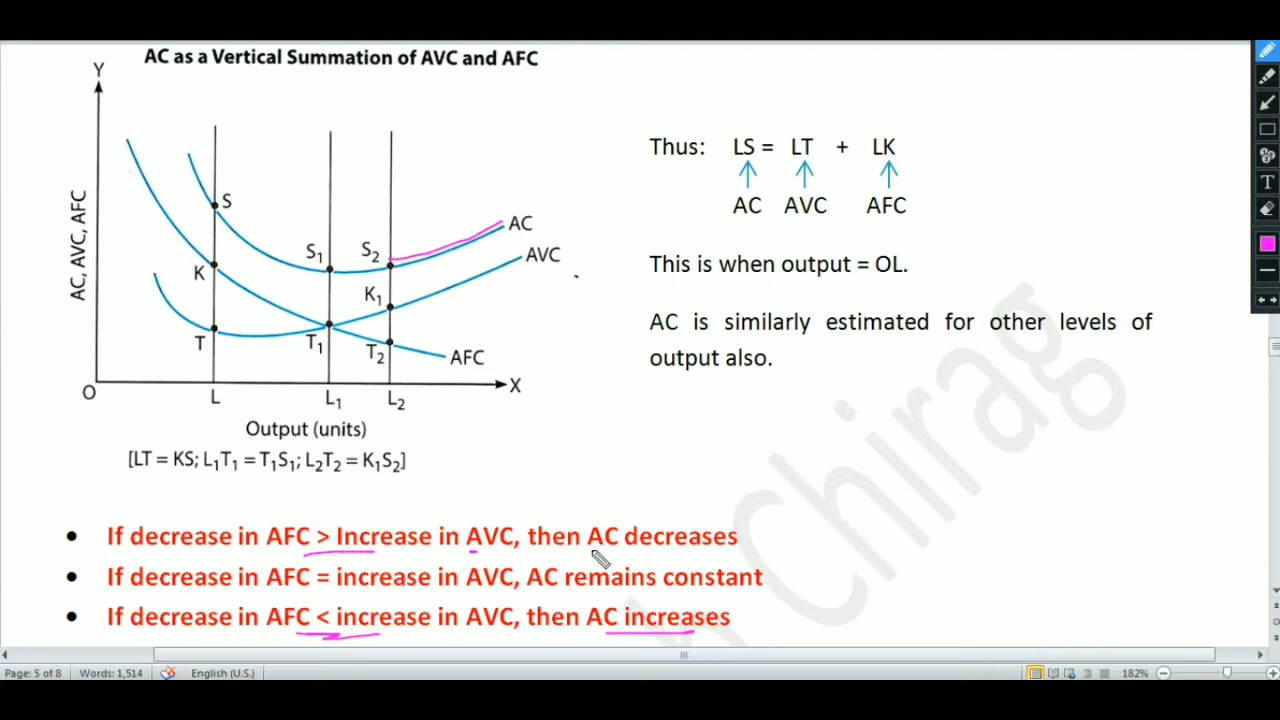 AC as a Vertical Summation of AVC and AFC
Y
AC, AVC, AFC
S
S₁
S₂
AC
AVC
K
K₁
T
T₁
T₂
AFC
O
L
L₁
L₂
X
Output (units)
[LT = KS; L₁T₁ = T₁S₁; L₂T₂ = K₁S₂]
Thus: LS = LT + LK
AC AVC AFC
This is when output = OL.
AC is similarly estimated for other levels of
output also.
• If decrease in AFC > Increase in AVC, then AC decreases
• If decrease in AFC = increase in AVC, AC remains constant
• If decrease in AFC < increase in AVC, then AC increases
Chirag
T
Page: 5 of 8 Words: 1,514 English (U.S.) 182%